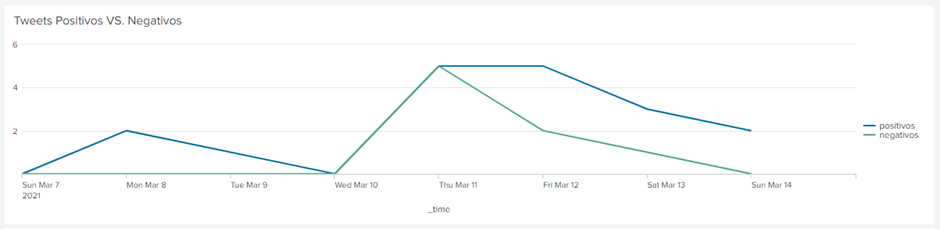 Tweets Positivos VS. Negativos
6
4
2
Sun Mar 7
2021
Mon Mar 8
Tue Mar 9
Wed Mar 10
Thu Mar 11
Fri Mar 12
Sat Mar 13
Sun Mar 14
_time
positivos
negativos